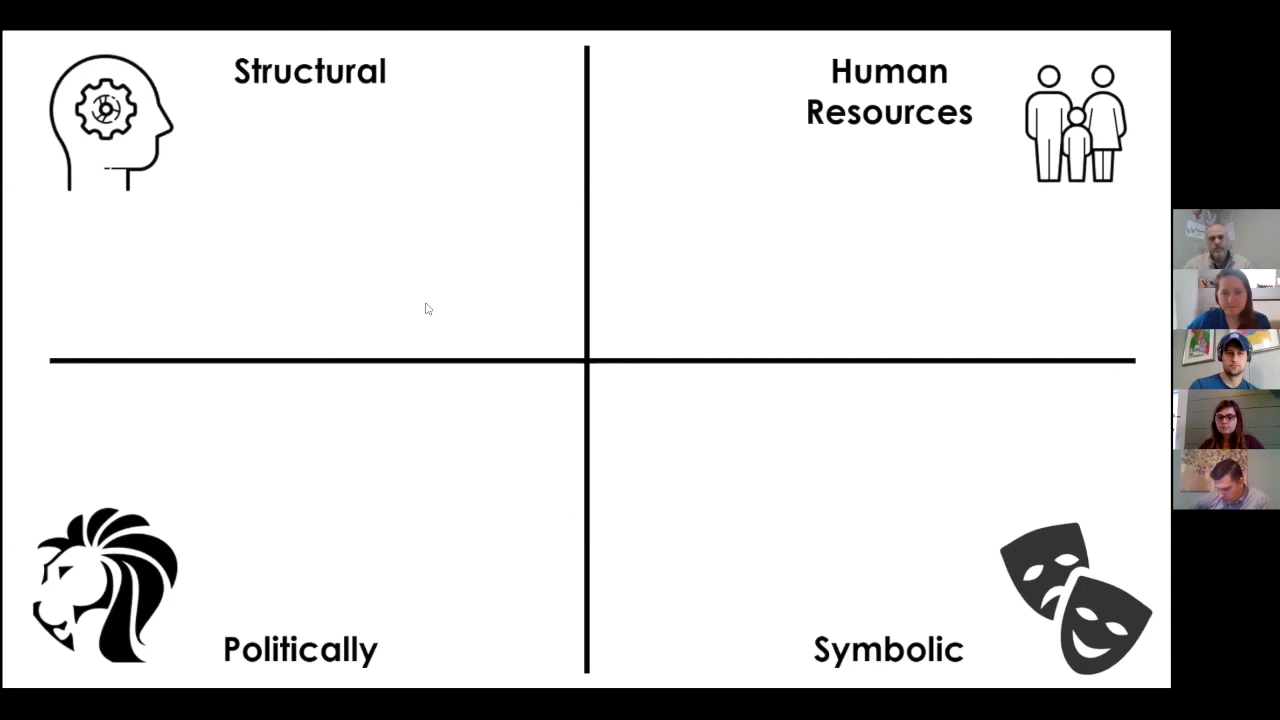 Structural
Human
Resources
Politically
Symbolic